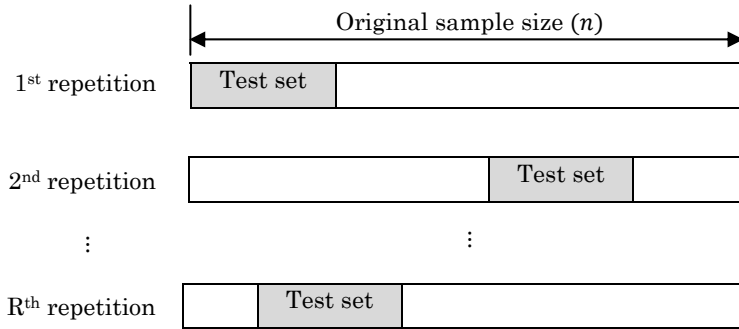 Original sample size (n)
1st repetition
Test set
2nd repetition
Test set
⋮ ⋮
Rth repetition
Test set